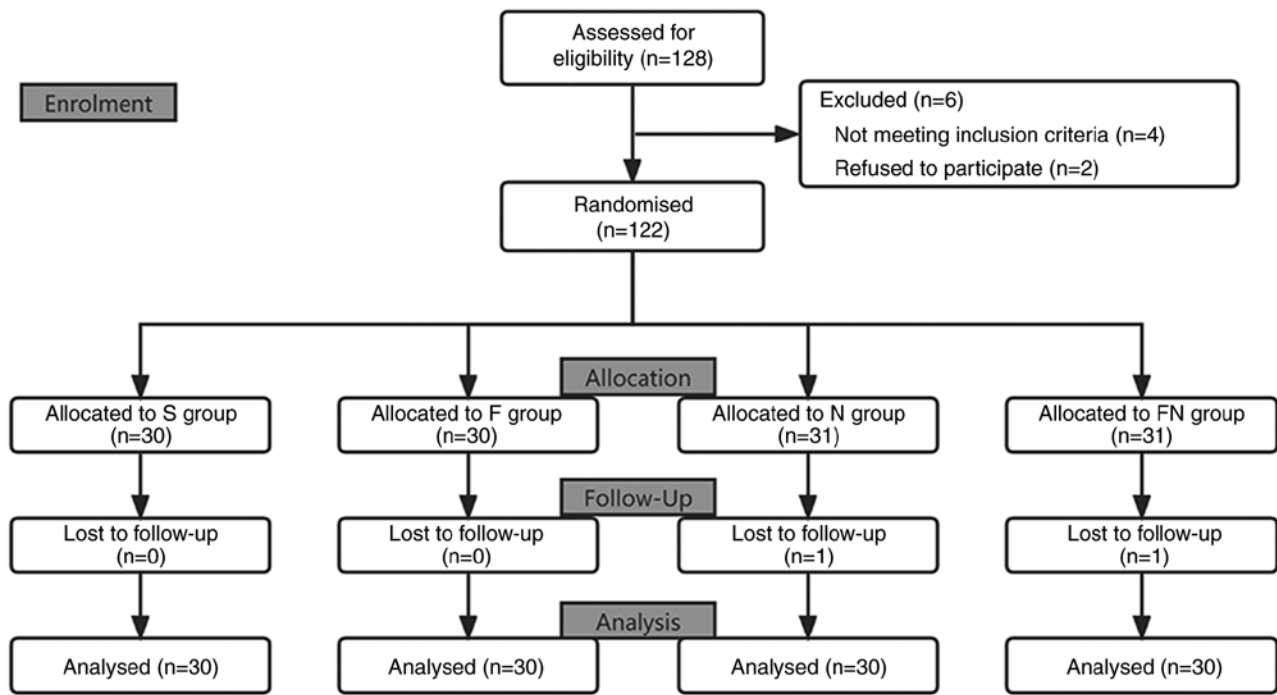 Assessed for
eligibility (n=128)
Enrolment
Excluded (n=6)
Not meeting inclusion criteria (n=4)
Refused to participate (n=2)
Randomised
(n=122)
Allocation
Allocated to S group
(n=30)
Allocated to F group
(n=30)
Allocated to N group
(n=31)
Allocated to FN group
(n=31)
Follow-Up
Lost to follow-up
(n=0)
Lost to follow-up
(n=0)
Lost to follow-up
(n=1)
Lost to follow-up
(n=1)
Analysis
Analysed (n=30)
Analysed (n=30)
Analysed (n=30)
Analysed (n=30)